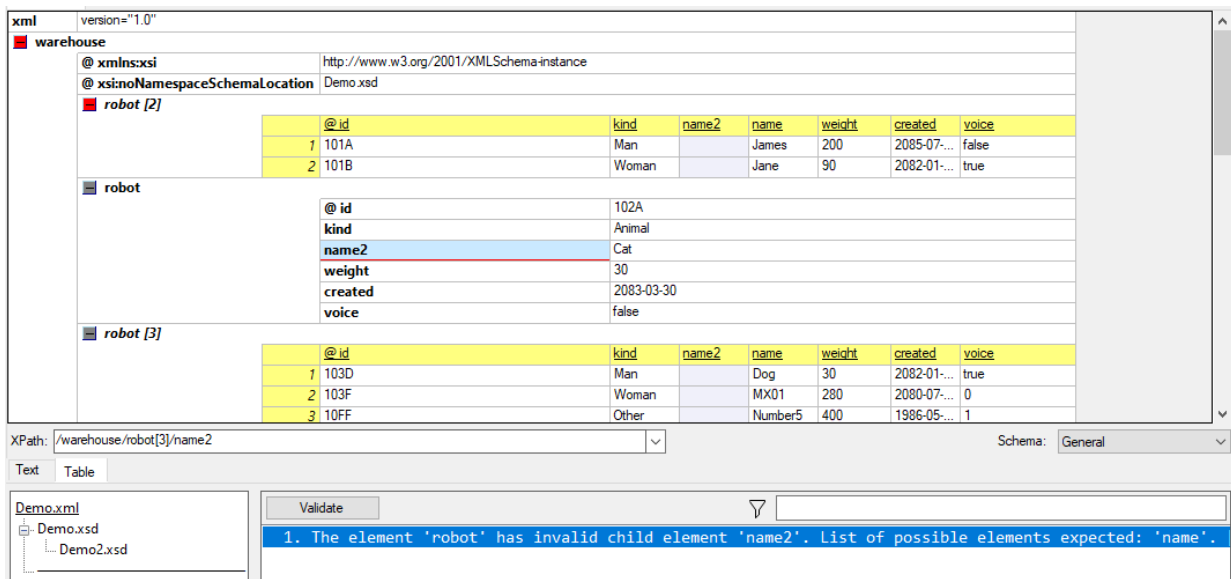 xml version="1.0"
warehouse
@ xmlns:xsi http://www.w3.org/2001/XMLSchema-instance
@ xsi:noNamespaceSchemaLocation Demo.xsd
robot [2]
@ id kind name2 name weight created voice
1 101A Man James 200 2085-07-... false
2 101B Woman Jane 90 2082-01-... true
robot
@ id 102A
kind Animal
name2 Cat
weight 30
created 2083-03-30
voice false
robot [3]
@ id kind name2 name weight created voice
1 103D Man Dog 30 2082-01-... true
2 103F Woman MX01 280 2080-07-... 0
3 10FF Other Number5 400 1986-05-... 1
XPath: /warehouse/robot[3]/name2 Schema: General
Text Table
Demo.xml Validate
Demo.xsd
Demo2.xsd
1. The element 'robot' has invalid child element 'name2'. List of possible elements expected: 'name'.